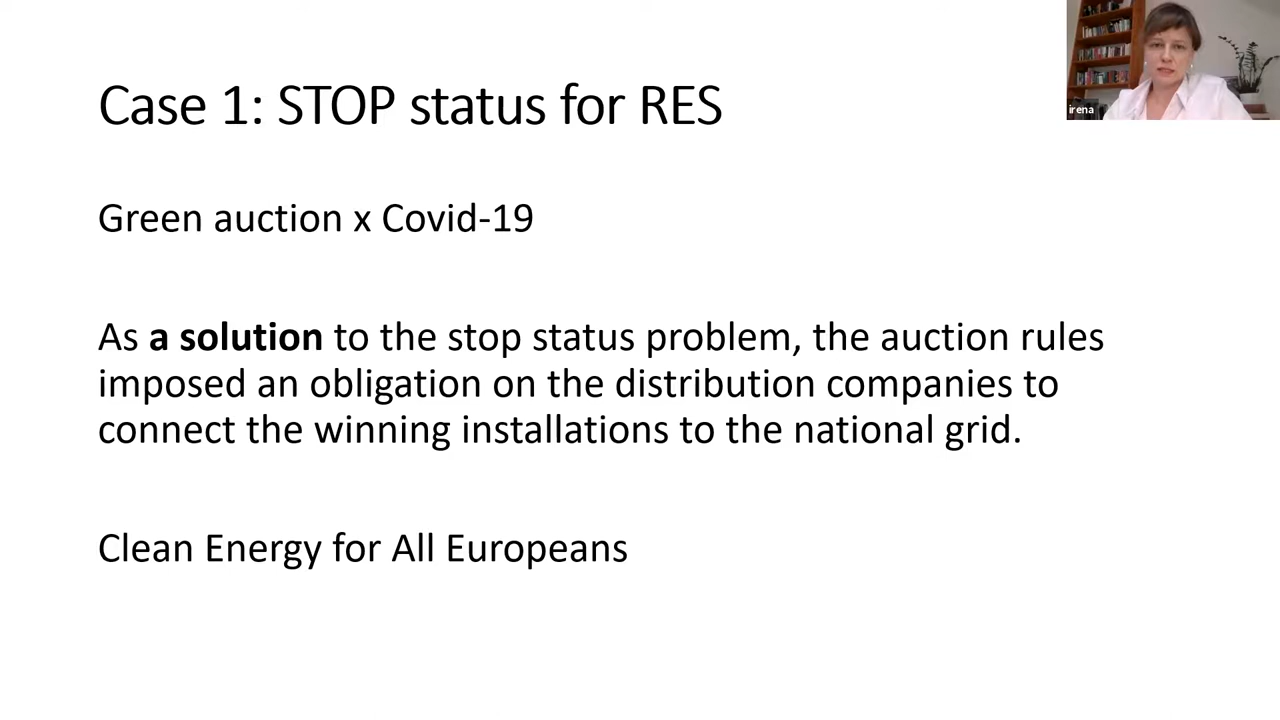 Case 1: STOP status for RES
irena
Green auction x Covid-19
As a solution to the stop status problem, the auction rules
imposed an obligation on the distribution companies to
connect the winning installations to the national grid.
Clean Energy for All Europeans